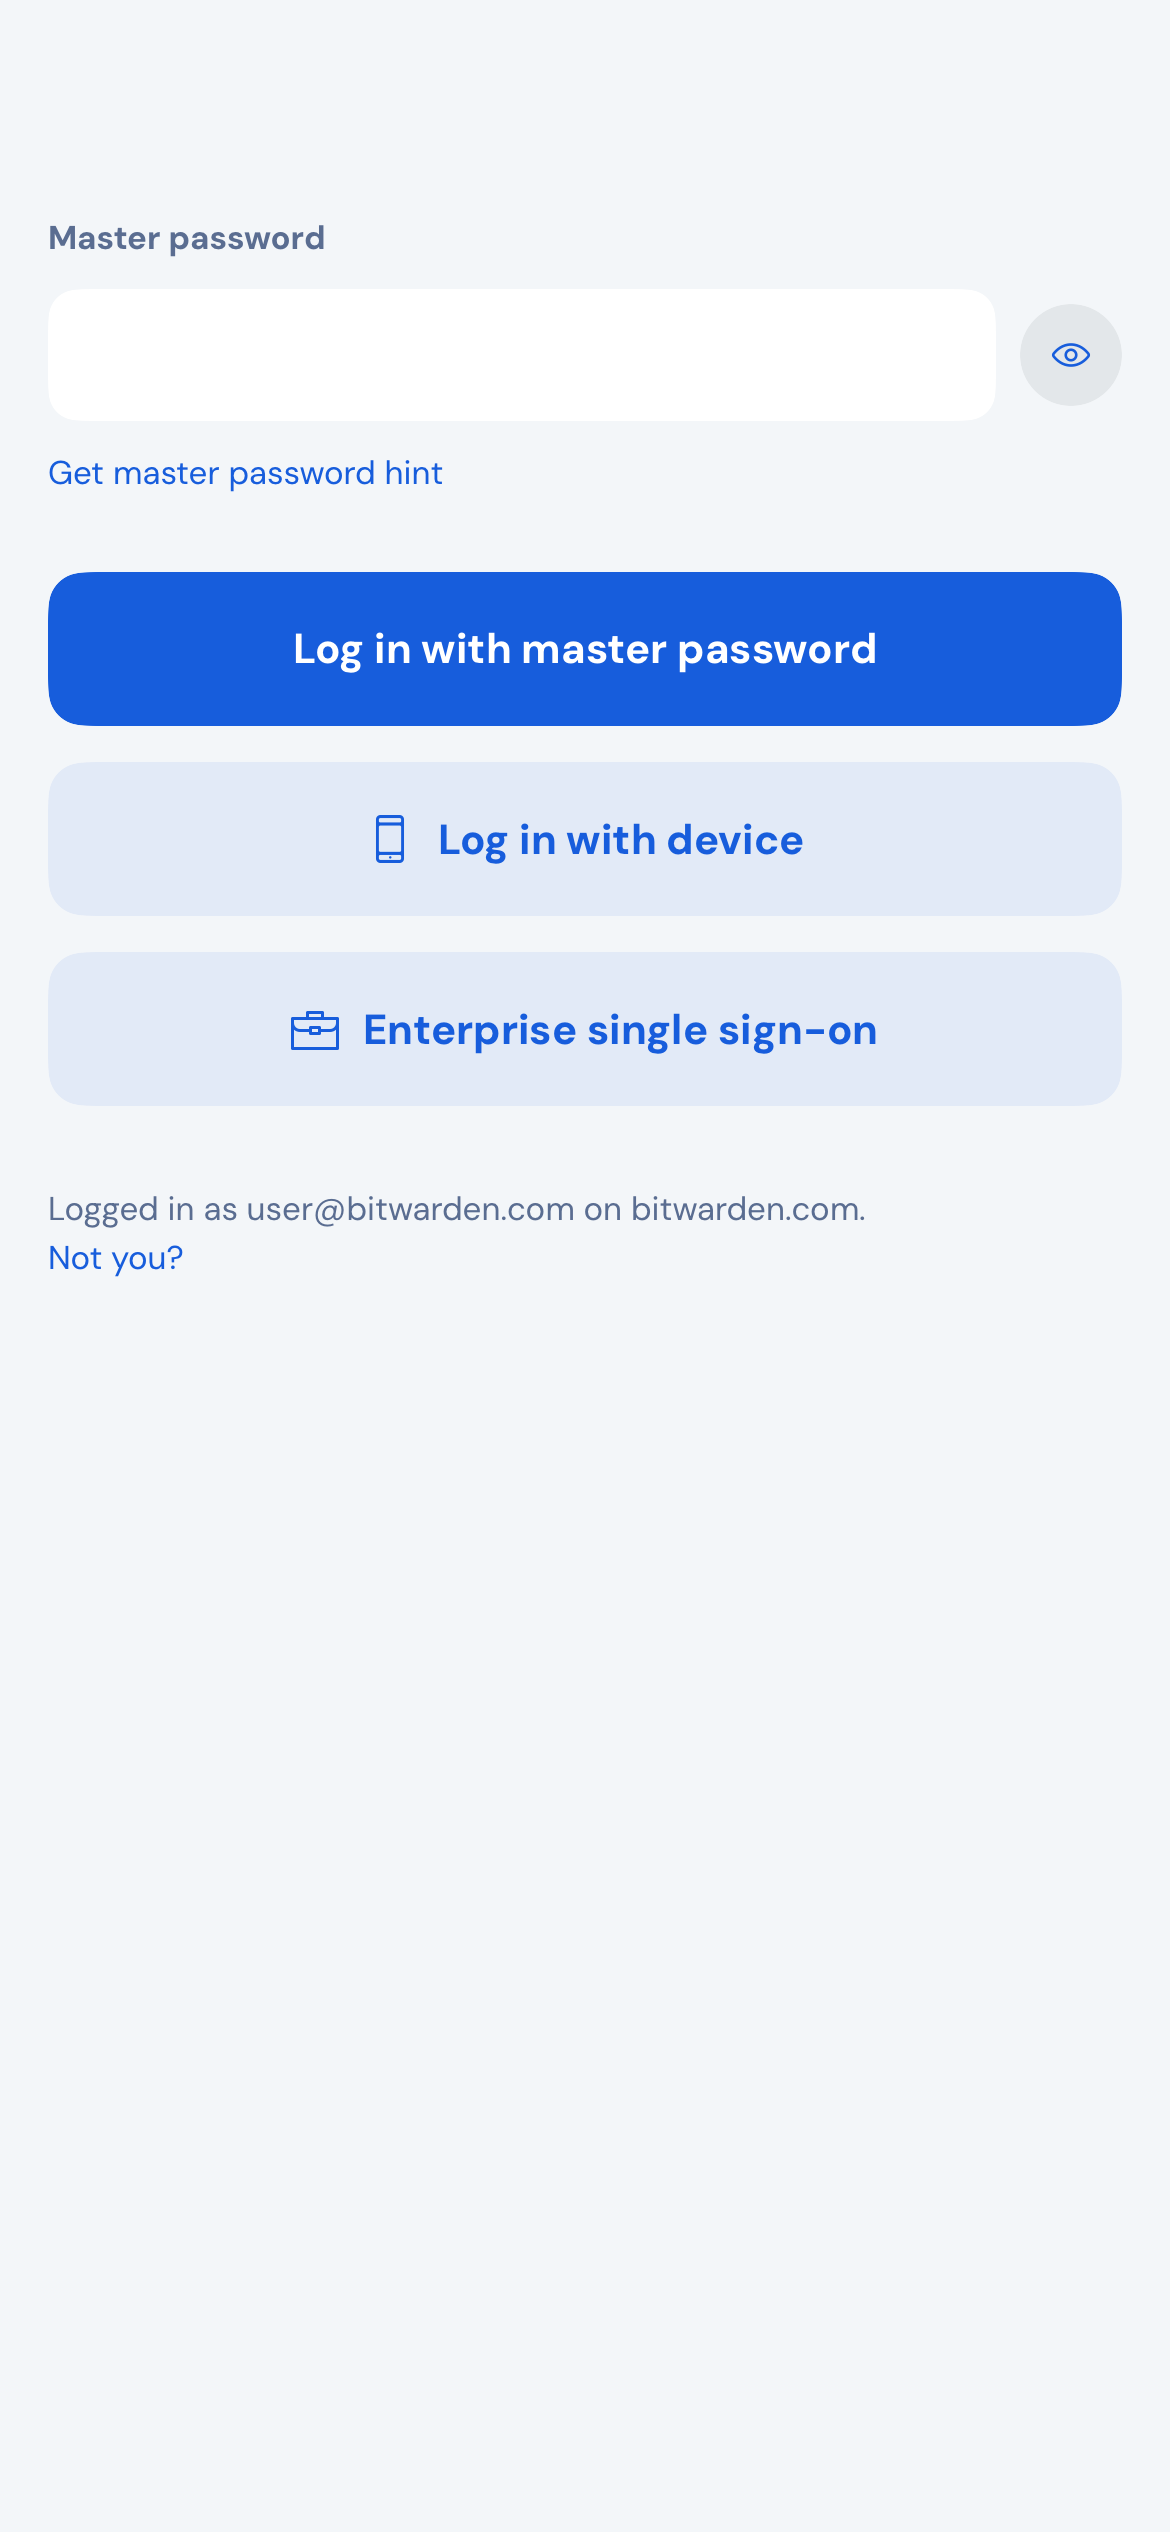 Master password
Get master password hint
Log in with master password
Log in with device
Enterprise single sign-on
Logged in as user@bitwarden.com on bitwarden.com.
Not you?